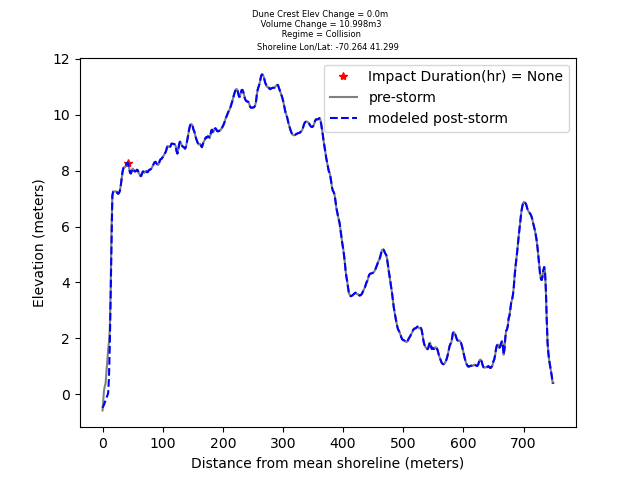 Dune Crest Elev Change = 0.0m
Volume Change = 10.998m3
Regime = Collision
Shoreline Lon/Lat: -70.264 41.299
Impact Duration(hr) = None
pre-storm
modeled post-storm
12
10
8
6
4
2
0
Elevation (meters)
0 100 200 300 400 500 600 700
Distance from mean shoreline (meters)